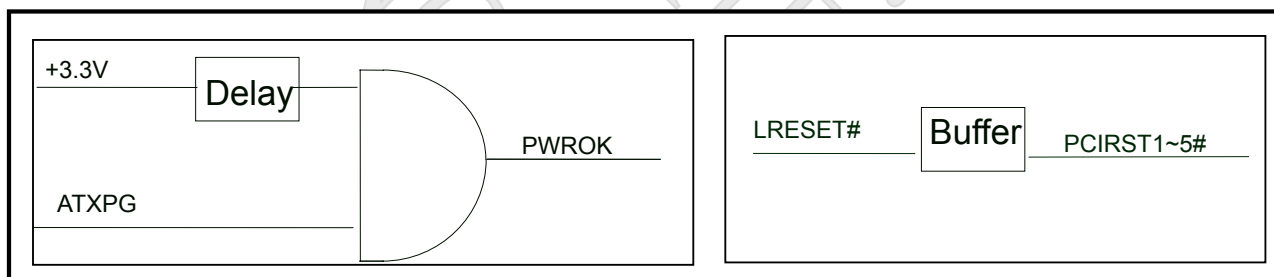 +3.3V
Delay
PWROK
ATXPG
LRESET#
Buffer
PCIRST1~5#